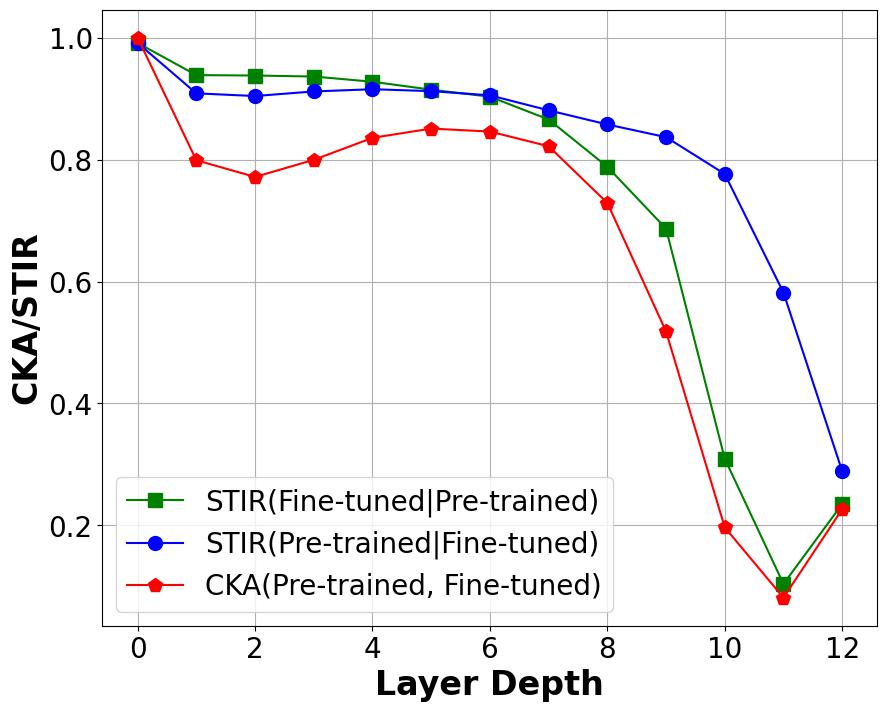 1.0
0.8
0.6
0.4
0.2
CKA/STIR
STIR(Fine-tuned|Pre-trained)
STIR(Pre-trained|Fine-tuned)
CKA(Pre-trained, Fine-tuned)
0 2 4 6 8 10 12
Layer Depth